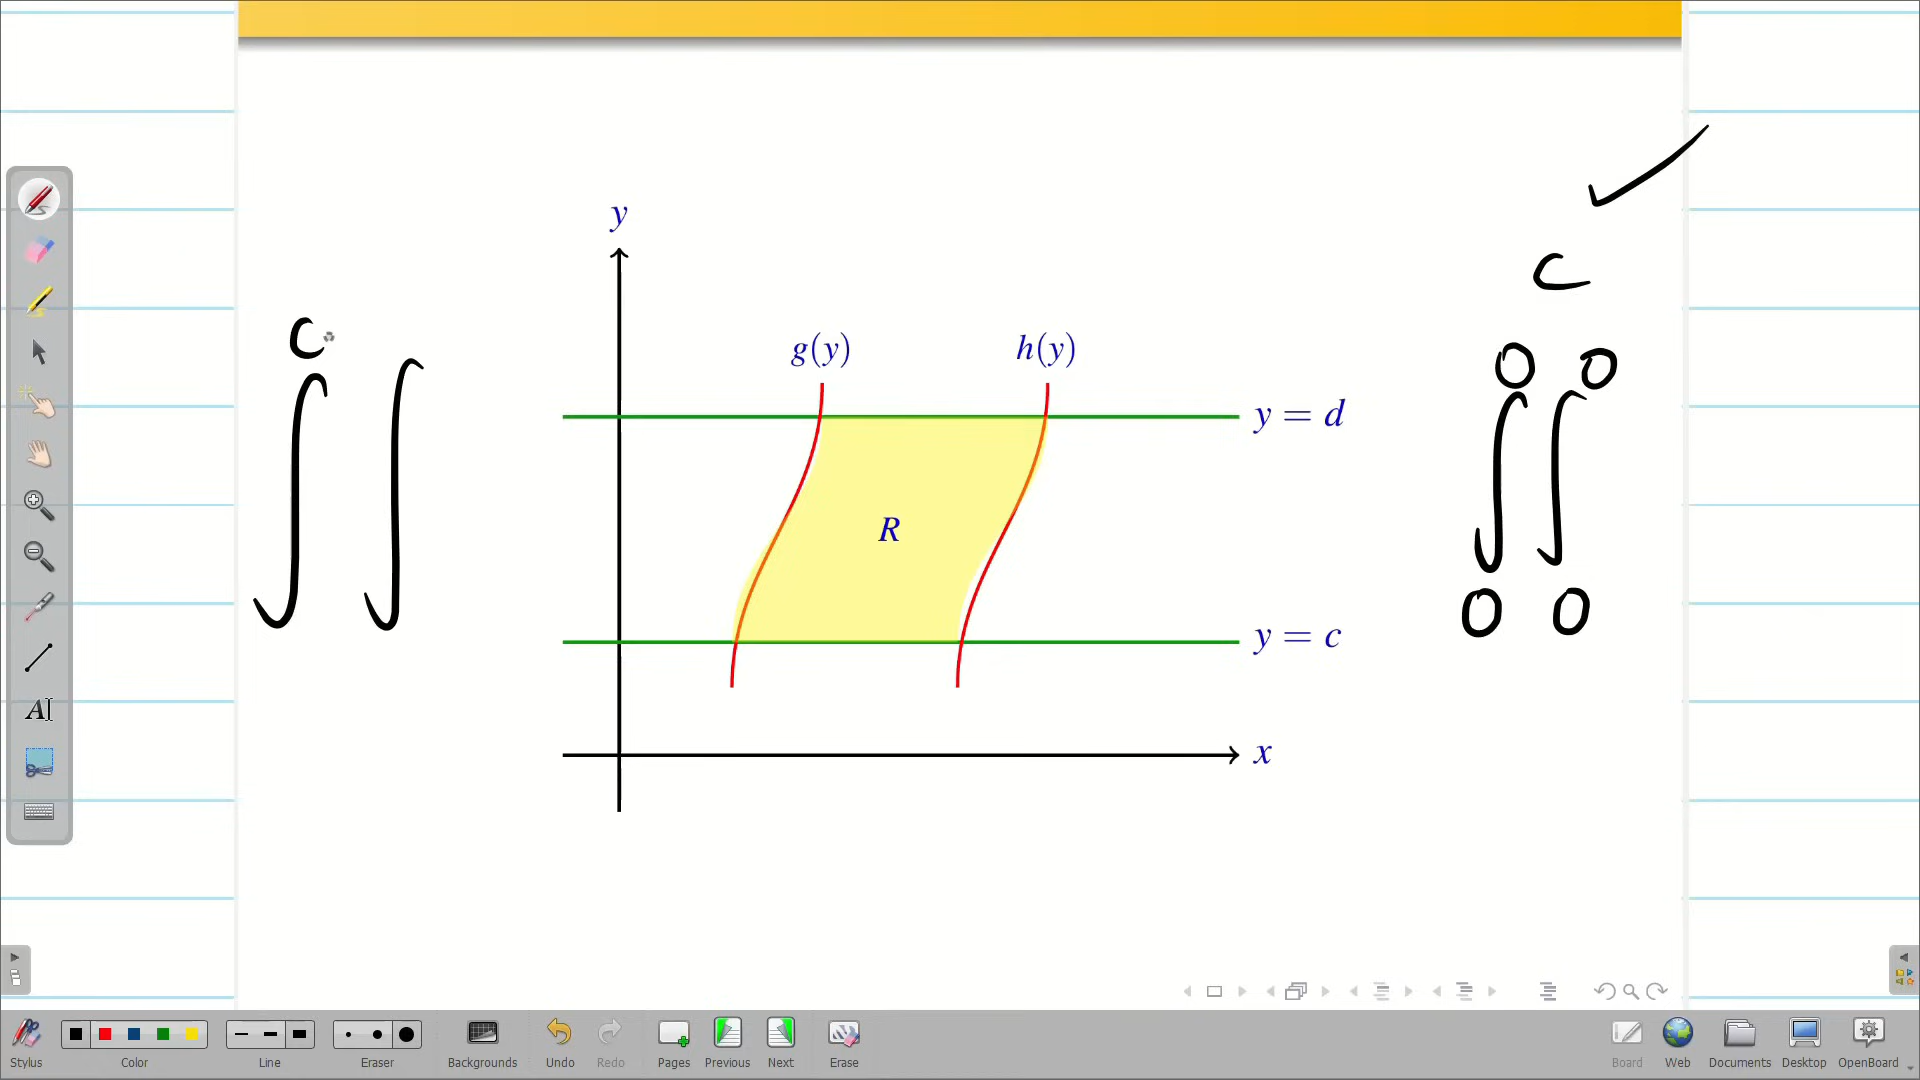 y
c
c
g(y) h(y)
∫ ∫
0 0
∫ ∫
0 0
y = d
R
y = c
x
Stylus Color Line Eraser Backgrounds Undo Redo Pages Previous Next Erase Board Web Documents Desktop OpenBoard